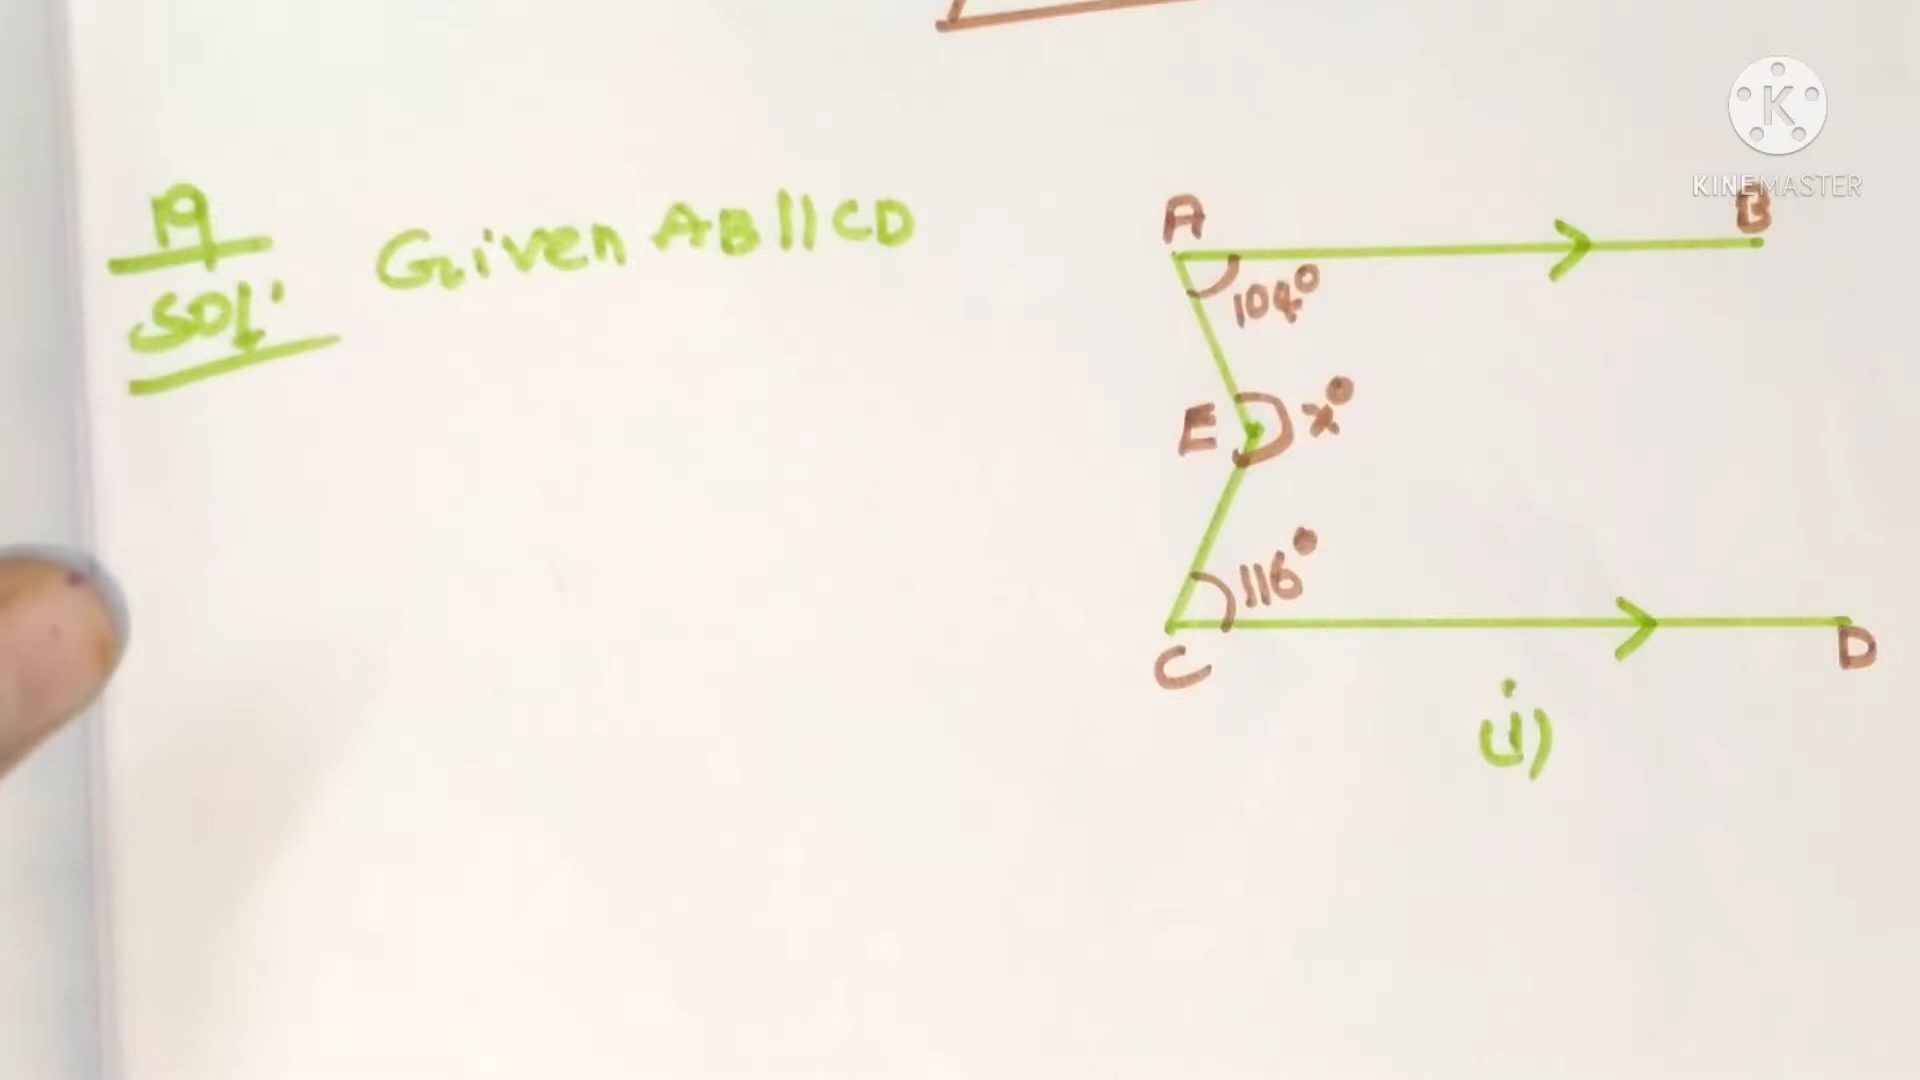 K
KINEMASTER
19
Sol:
Given AB || CD
A
B
104°
E
x°
116°
C
D
(i)